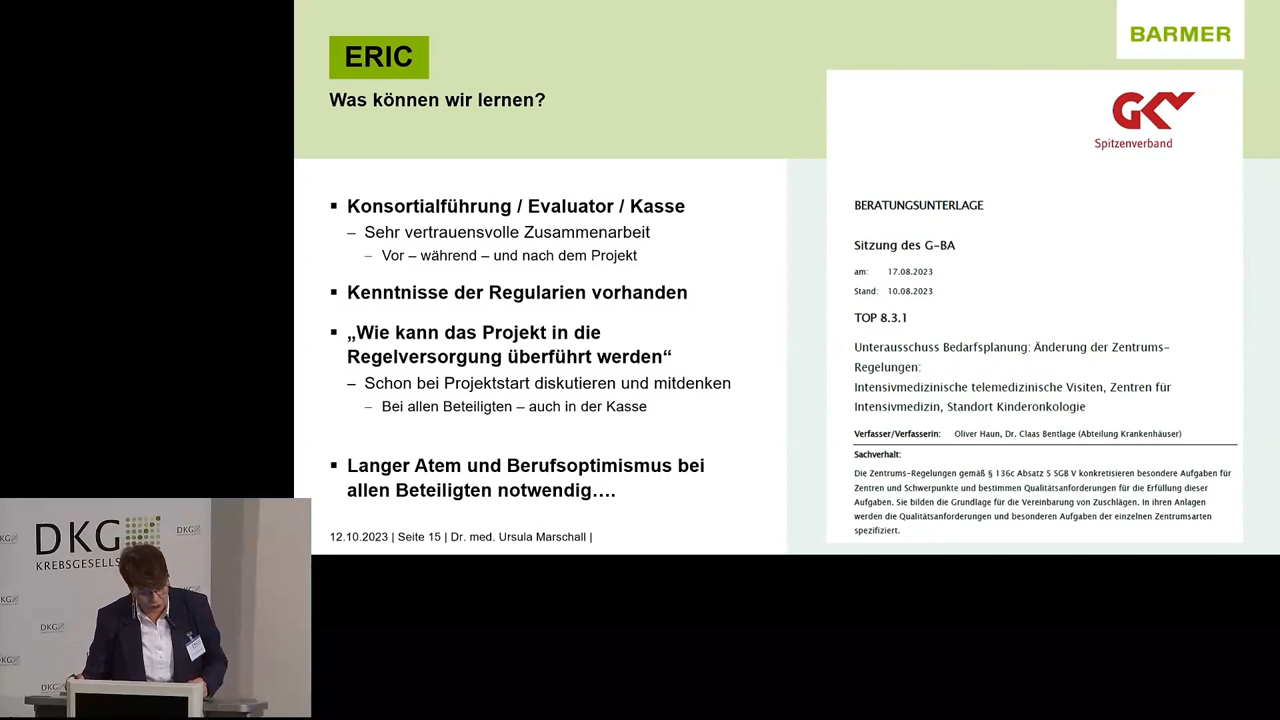 ERIC
Was können wir lernen?
BARMER
▪ Konsortialführung / Evaluator / Kasse
– Sehr vertrauensvolle Zusammenarbeit
– Vor – während – und nach dem Projekt
▪ Kenntnisse der Regularien vorhanden
▪ „Wie kann das Projekt in die
Regelversorgung überführt werden“
– Schon bei Projektstart diskutieren und mitdenken
– Bei allen Beteiligten – auch in der Kasse
▪ Langer Atem und Berufsoptimismus bei
allen Beteiligten notwendig….
12.10.2023 | Seite 15 | Dr. med. Ursula Marschall |
GKV
Spitzenverband
BERATUNGSUNTERLAGE
Sitzung des G-BA
am: 17.08.2023
Stand: 10.08.2023
TOP 8.3.1
Unterausschuss Bedarfsplanung: Änderung der Zentrums-
Regelungen:
Intensivmedizinische telemedizinische Visiten, Zentren für
Intensivmedizin, Standort Kinderonkologie
Verfasser/Verfasserin: Oliver Haun, Dr. Claas Bentlage (Abteilung Krankenhäuser)
Sachverhalt:
Die Zentrums-Regelungen gemäß § 136c Absatz 5 SGB V konkretisieren besondere Aufgaben für
Zentren und Schwerpunkte und bestimmen Qualitätsanforderungen für die Erfüllung dieser
Aufgaben. Sie bilden die Grundlage für die Vereinbarung von Zuschlägen. In ihren Anlagen
werden die Qualitätsanforderungen und besonderen Aufgaben der einzelnen Zentrumsarten
spezifiziert.
DKG
KREBSGESELLS
DKG
DKG
DKG
DKG
DKG
DKG
DKG